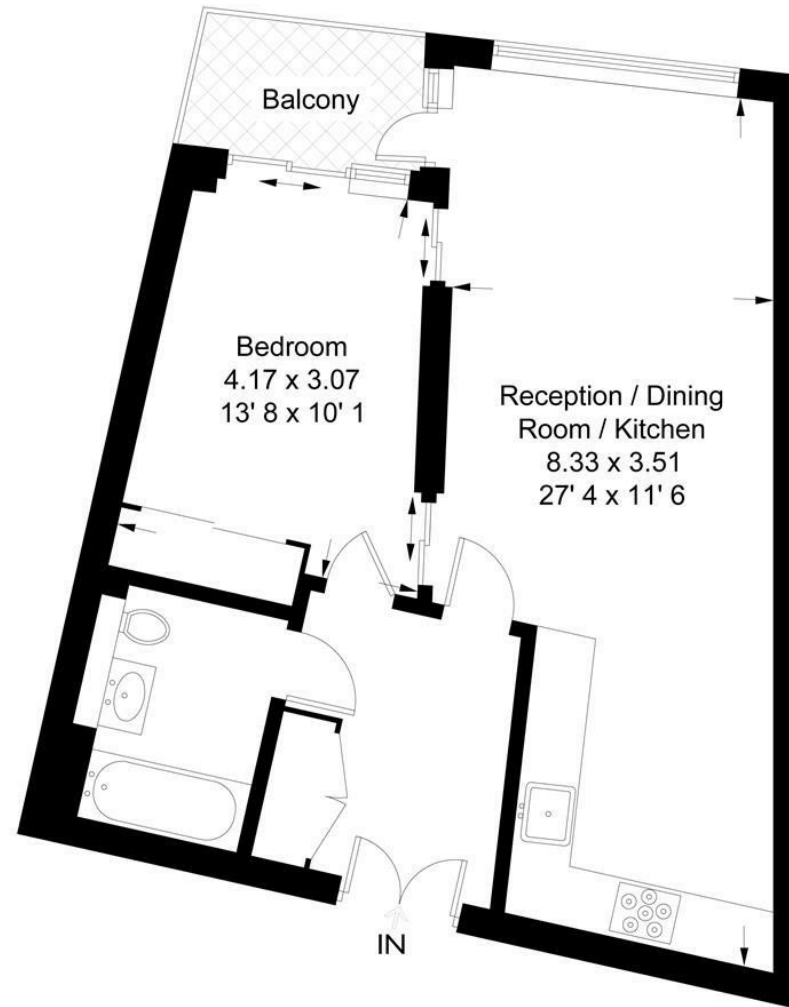 Balcony
Bedroom
4.17 x 3.07
13' 8 x 10' 1
Reception / Dining
Room / Kitchen
8.33 x 3.51
27' 4 x 11' 6
IN